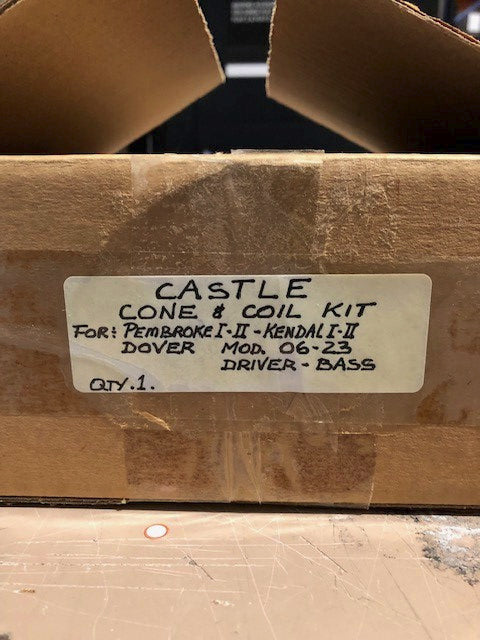 CASTLE
CONE & COIL KIT
FOR: PEMBROKE I-II-KENDAL I-II
DOVER MOD. 06-23
DRIVER-BASS
QTY.1.